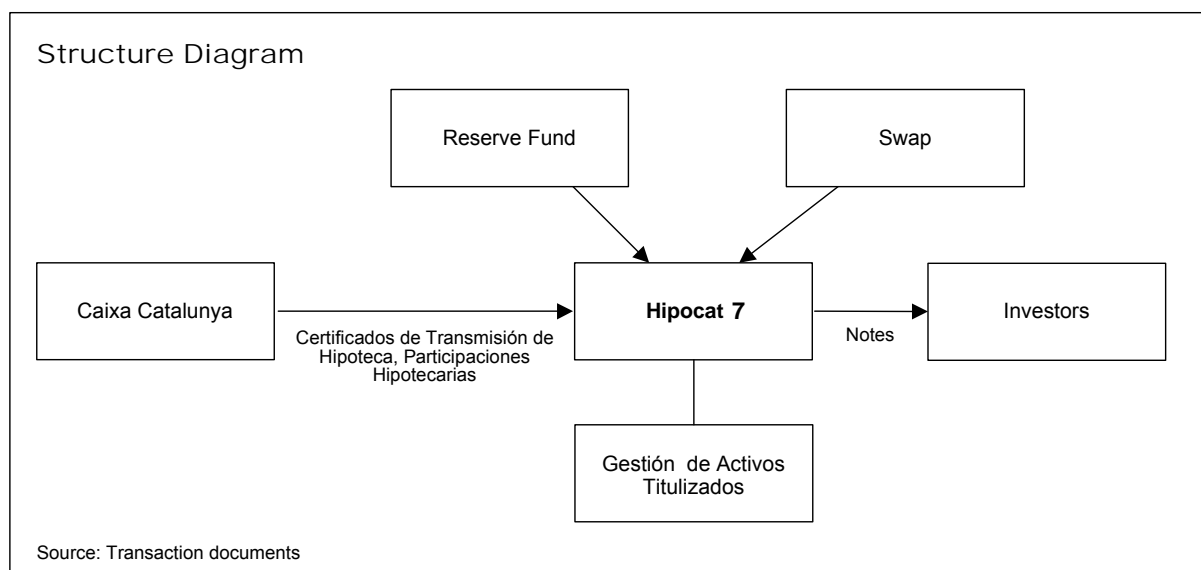 Structure Diagram
Reserve Fund
Swap
Caixa Catalunya
Certificados de Transmisión de
Hipoteca, Participaciones
Hipotecarias
Hipocat 7
Notes
Investors
Gestión de Activos
Titulizados
Source: Transaction documents